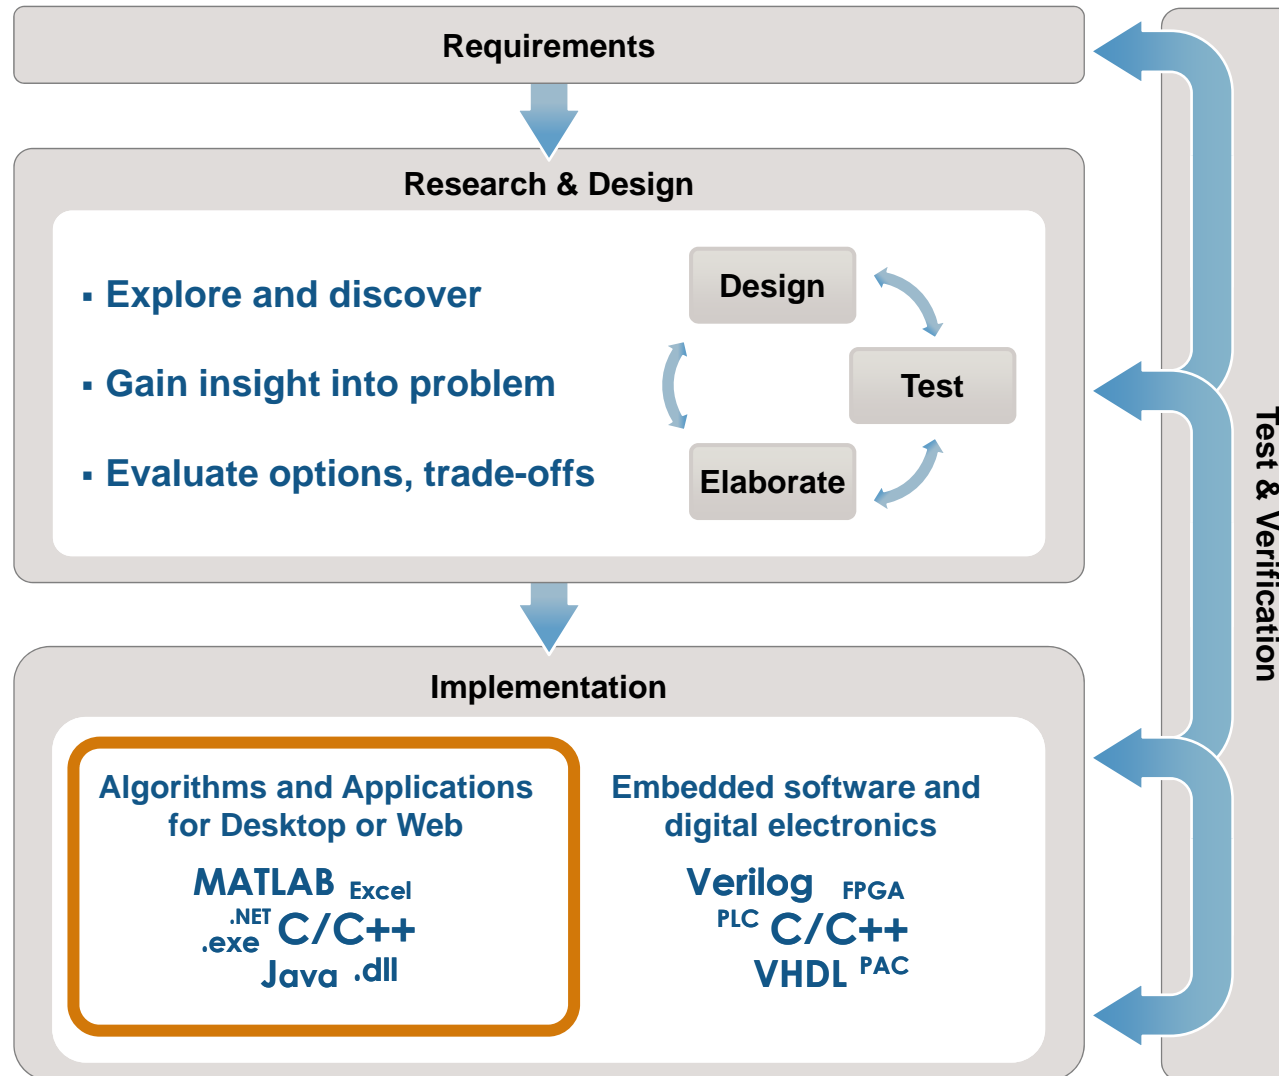 Requirements
Research & Design
▪ Explore and discover
▪ Gain insight into problem
▪ Evaluate options, trade-offs
Design
Test
Elaborate
Implementation
Algorithms and Applications
for Desktop or Web
MATLAB Excel
.NET C/C++
.exe
Java .dll
Embedded software and
digital electronics
Verilog FPGA
PLC C/C++
VHDL PAC
Test & Verification